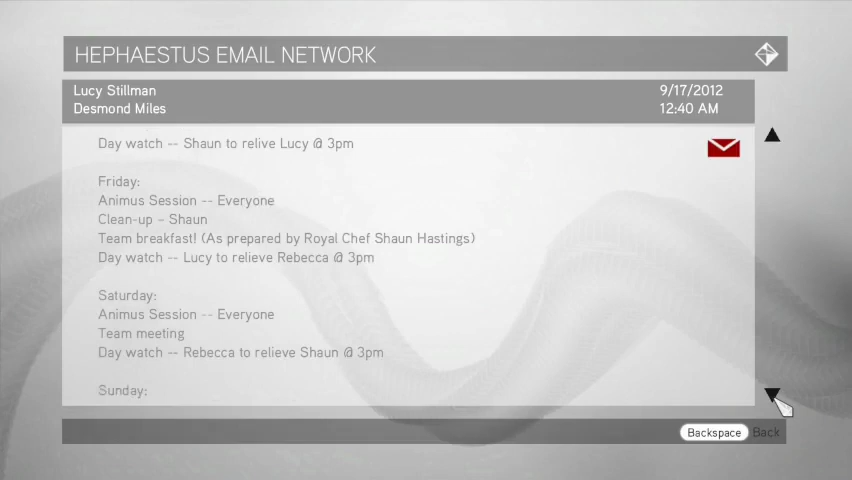 HEPHAESTUS EMAIL NETWORK
Lucy Stillman 9/17/2012
Desmond Miles 12:40 AM
Day watch -- Shaun to relive Lucy @ 3pm
Friday:
Animus Session -- Everyone
Clean-up - Shaun
Team breakfast! (As prepared by Royal Chef Shaun Hastings)
Day watch -- Lucy to relieve Rebecca @ 3pm
Saturday:
Animus Session -- Everyone
Team meeting
Day watch -- Rebecca to relieve Shaun @ 3pm
Sunday:
Backspace Back